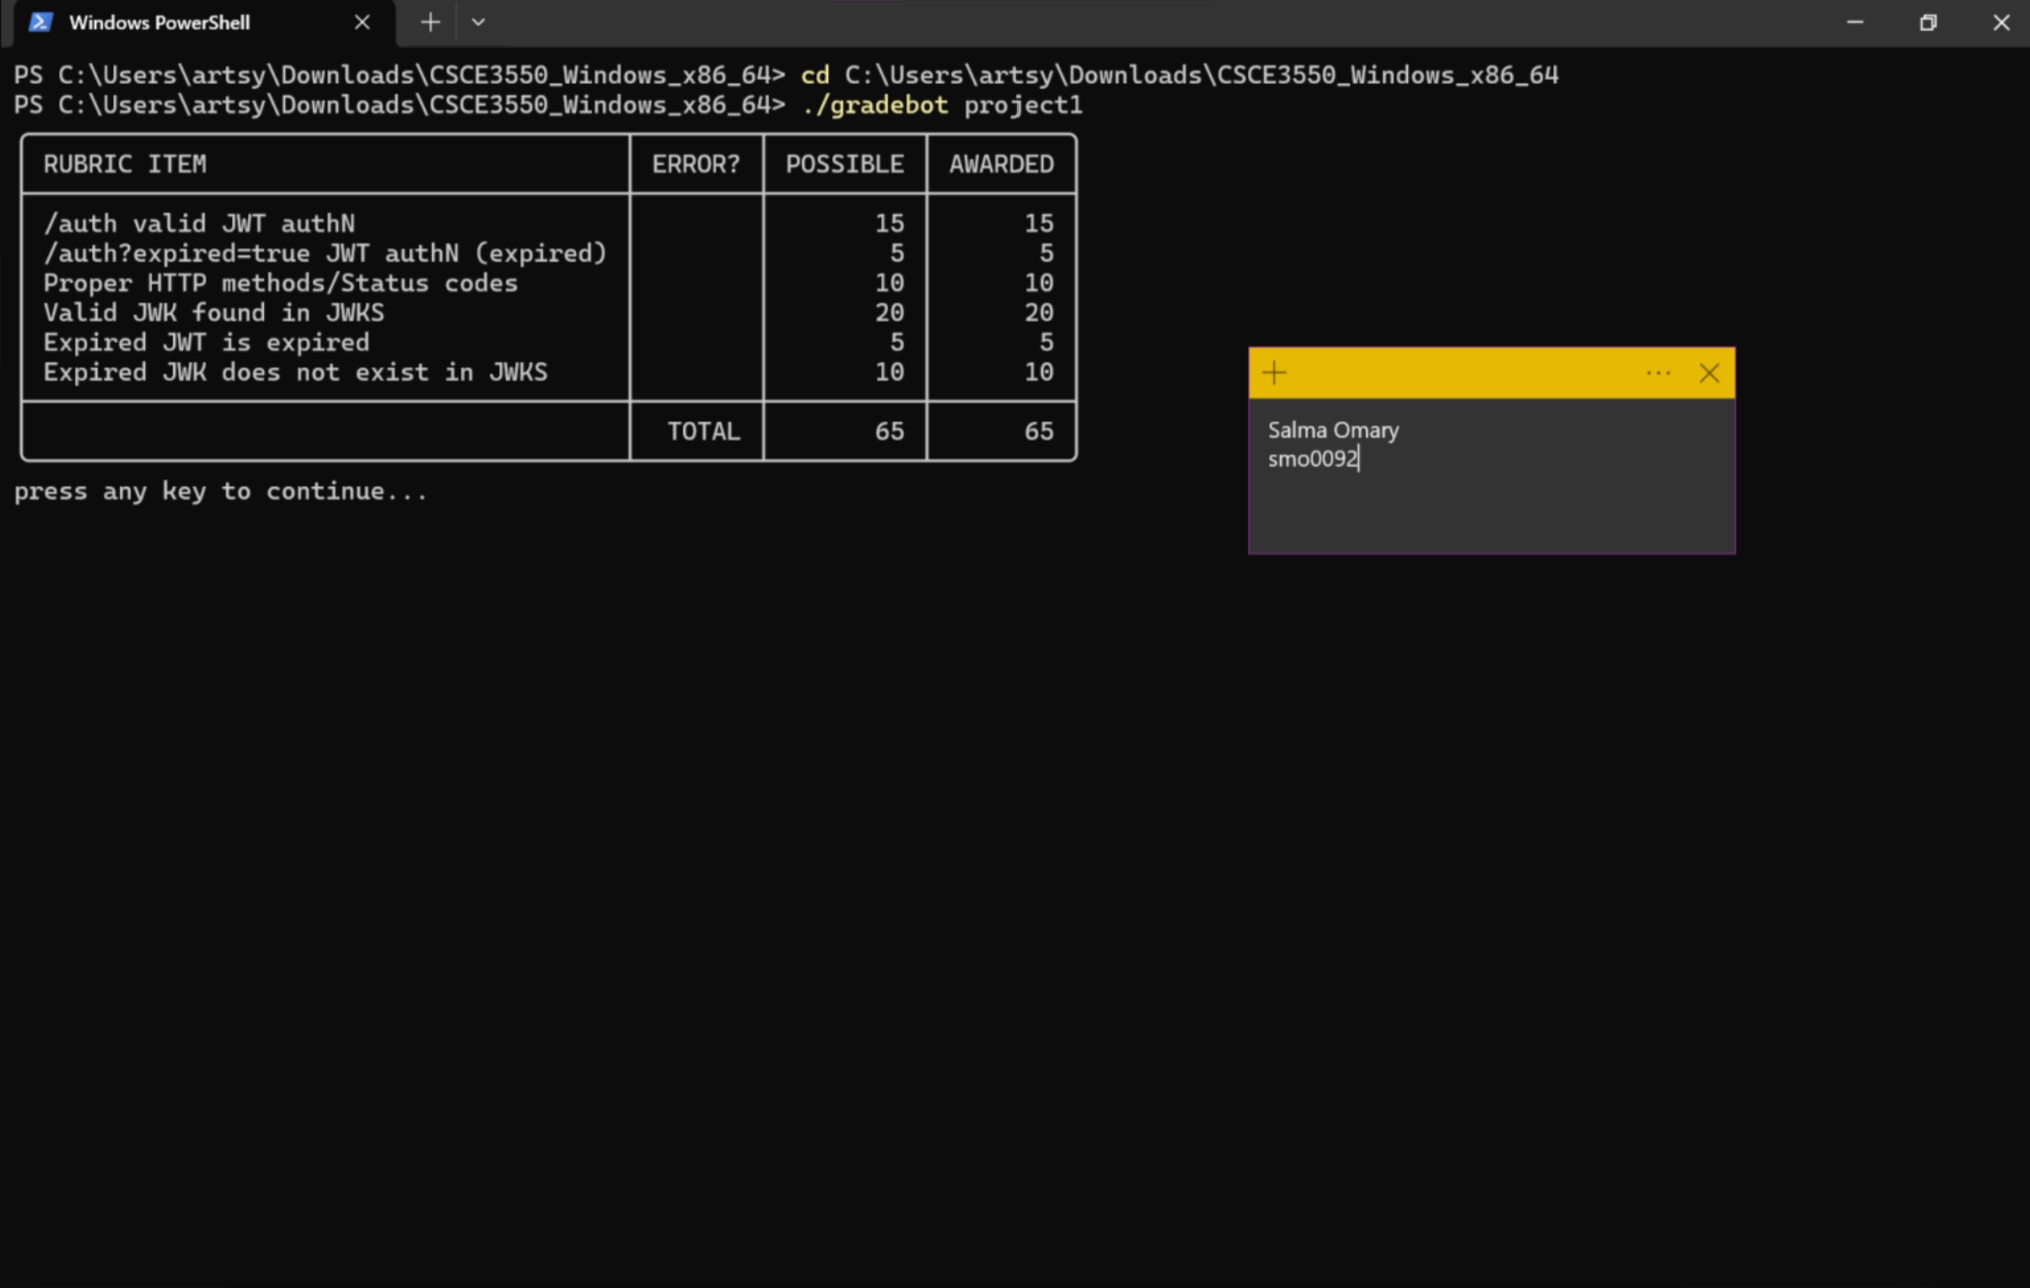 Windows PowerShell
PS C:\Users\artsy\Downloads\CSCE3550_Windows_x86_64> cd C:\Users\artsy\Downloads\CSCE3550_Windows_x86_64
PS C:\Users\artsy\Downloads\CSCE3550_Windows_x86_64> ./gradebot project1
RUBRIC ITEM ERROR? POSSIBLE AWARDED
/auth valid JWT authN 15 15
/auth?expired=true JWT authN (expired) 5 5
Proper HTTP methods/Status codes 10 10
Valid JWK found in JWKS 20 20
Expired JWT is expired 5 5
Expired JWK does not exist in JWKS 10 10
TOTAL 65 65
press any key to continue...
Salma Omary
smo0092